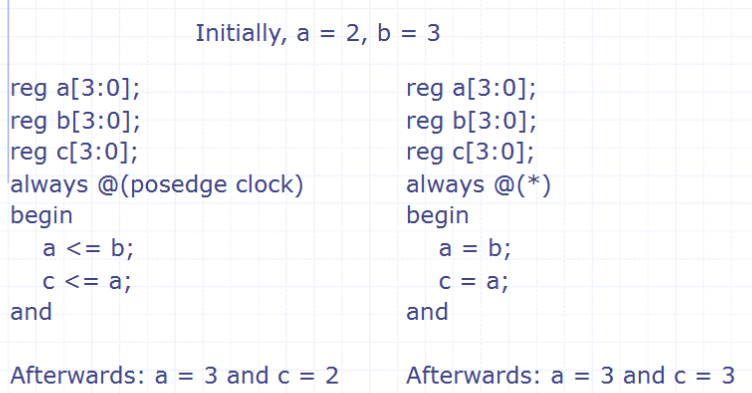 Initially, a = 2, b = 3
reg a[3:0];
reg b[3:0];
reg c[3:0];
always @(posedge clock)
begin
a <= b;
c <= a;
and
Afterwards: a = 3 and c = 2
reg a[3:0];
reg b[3:0];
reg c[3:0];
always @(*)
begin
a = b;
c = a;
and
Afterwards: a = 3 and c = 3